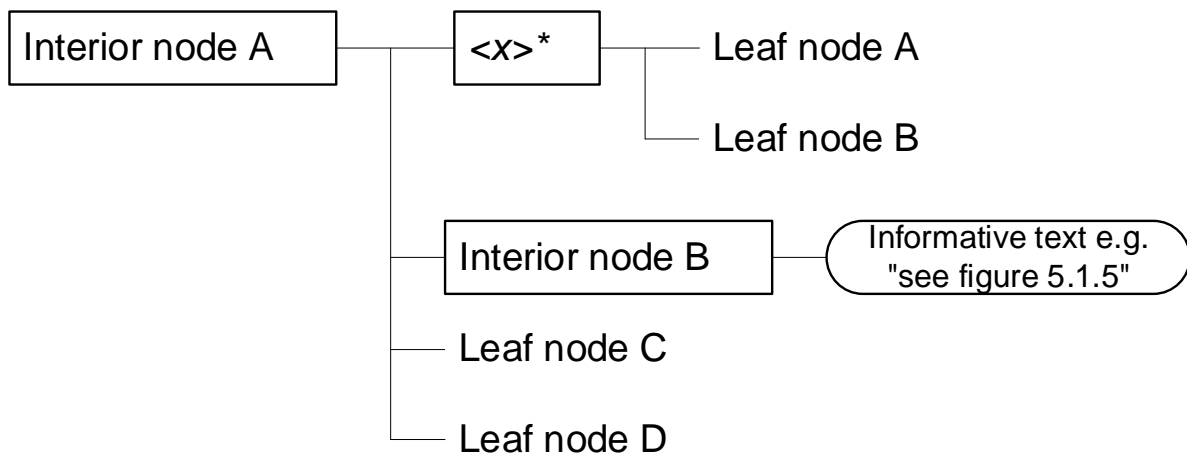 Interior node A
<x>*
Leaf node A
Leaf node B
Interior node B
Informative text e.g.
"see figure 5.1.5"
Leaf node C
Leaf node D